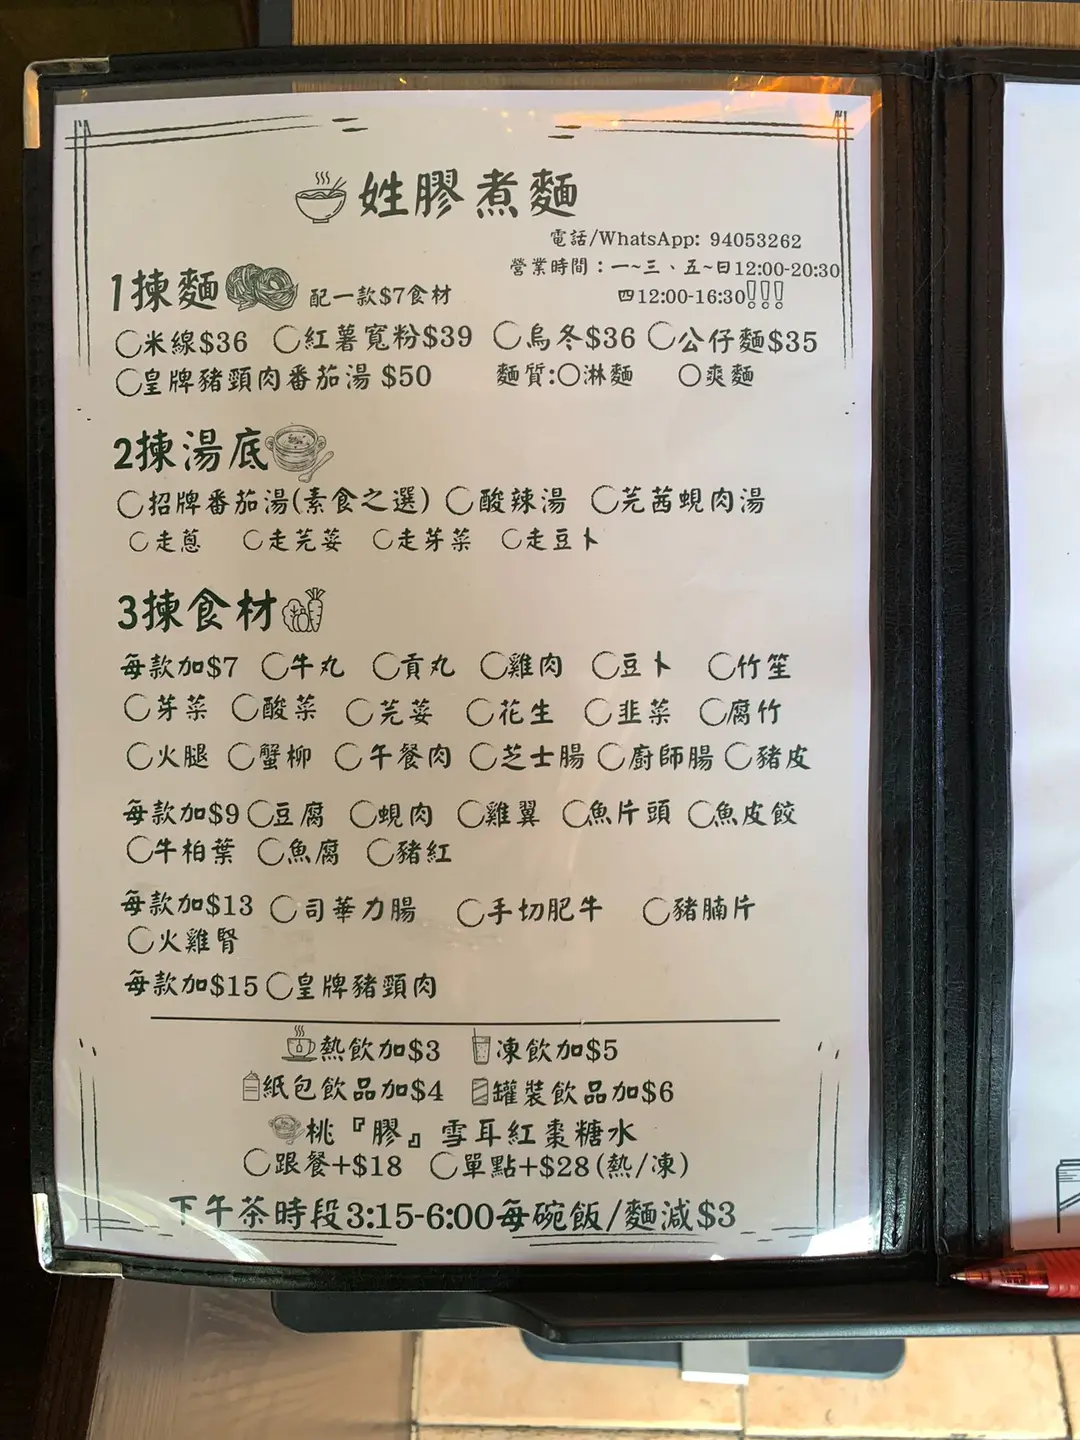 姓膠煮麵
電話/WhatsApp: 94053262
營業時間：一~三、五~日12:00-20:30
四12:00-16:30!!!
1揀麵 配一款$7食材
○米線$36 ○紅薯寬粉$39 ○烏冬$36 ○公仔麵$35
○皇牌豬頸肉番茄湯 $50 麵質:○淋麵 ○爽麵
2揀湯底
○招牌番茄湯(素食之選) ○酸辣湯 ○芫茜蜆肉湯
○走蔥 ○走芫荽 ○走芽菜 ○走豆卜
3揀食材
每款加$7 ○牛丸 ○貢丸 ○雞肉 ○豆卜 ○竹笙
○芽菜 ○酸菜 ○芫荽 ○花生 ○韭菜 ○腐竹
○火腿 ○蟹柳 ○午餐肉 ○芝士腸 ○廚師腸 ○豬皮
每款加$9 ○豆腐 ○蜆肉 ○雞翼 ○魚片頭 ○魚皮餃
○牛柏葉 ○魚腐 ○豬紅
每款加$13 ○司華力腸 ○手切肥牛 ○豬腩片
○火雞腎
每款加$15 ○皇牌豬頸肉
熱飲加$3 凍飲加$5
紙包飲品加$4 罐裝飲品加$6
桃『膠』雪耳紅棗糖水
○跟餐+$18 ○單點+$28(熱/凍)
下午茶時段3:15-6:00每碗飯/麵減$3